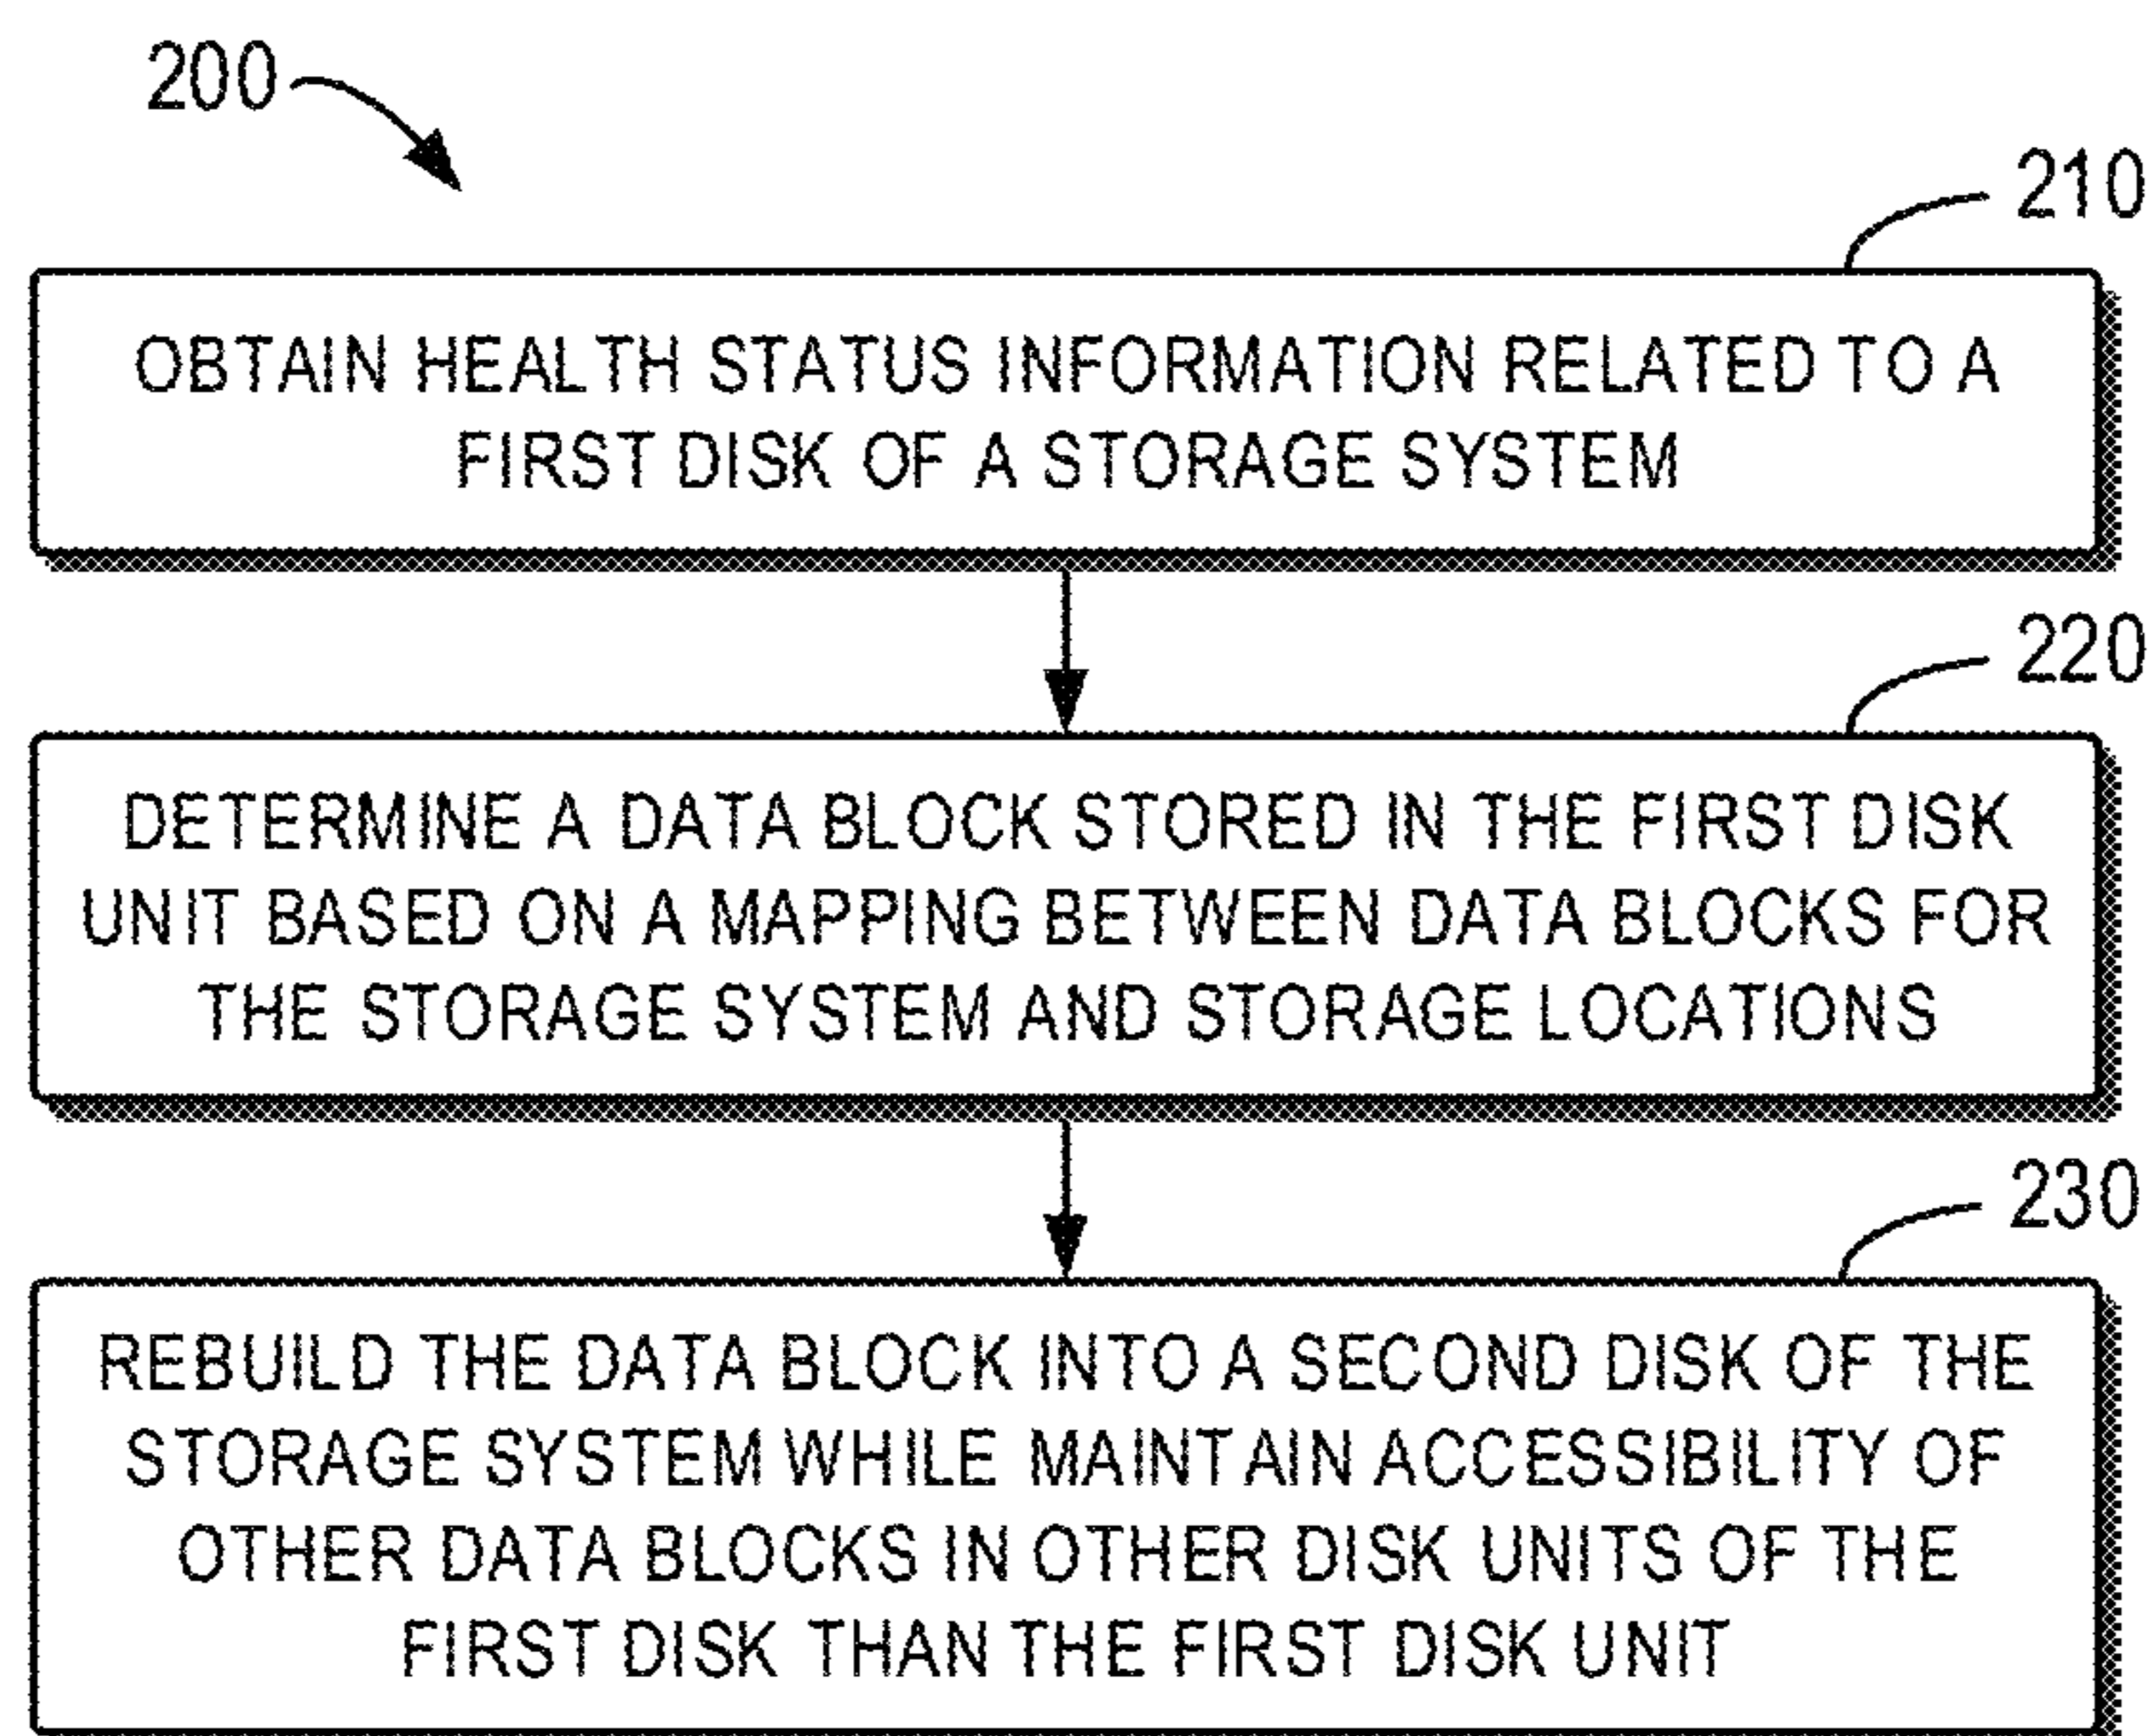 200
210
OBTAIN HEALTH STATUS INFORMATION RELATED TO A
FIRST DISK OF A STORAGE SYSTEM
220
DETERMINE A DATA BLOCK STORED IN THE FIRST DISK
UNIT BASED ON A MAPPING BETWEEN DATA BLOCKS FOR
THE STORAGE SYSTEM AND STORAGE LOCATIONS
230
REBUILD THE DATA BLOCK INTO A SECOND DISK OF THE
STORAGE SYSTEM WHILE MAINTAIN ACCESSIBILITY OF
OTHER DATA BLOCKS IN OTHER DISK UNITS OF THE
FIRST DISK THAN THE FIRST DISK UNIT